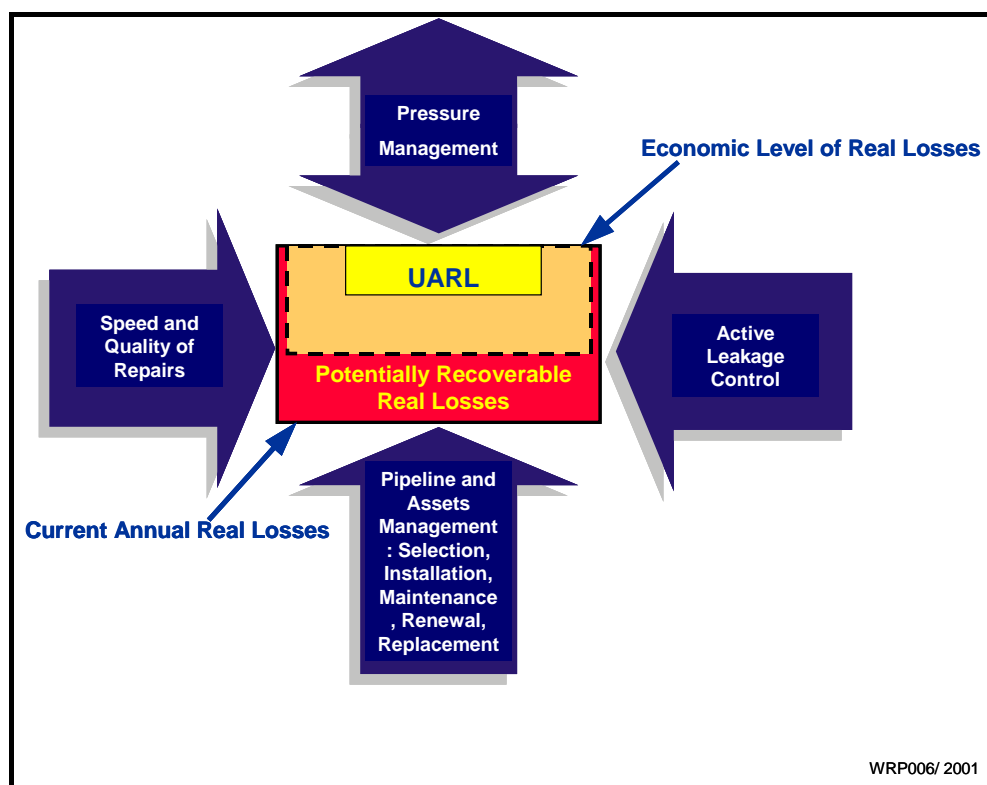 Pressure
Management
Economic Level of Real Losses
UARL
Speed and
Quality of
Repairs
Active
Leakage
Control
Potentially Recoverable
Real Losses
Pipeline and
Assets
Management
: Selection,
Installation,
Maintenance
, Renewal,
Replacement
Current Annual Real Losses
WRP006/ 2001